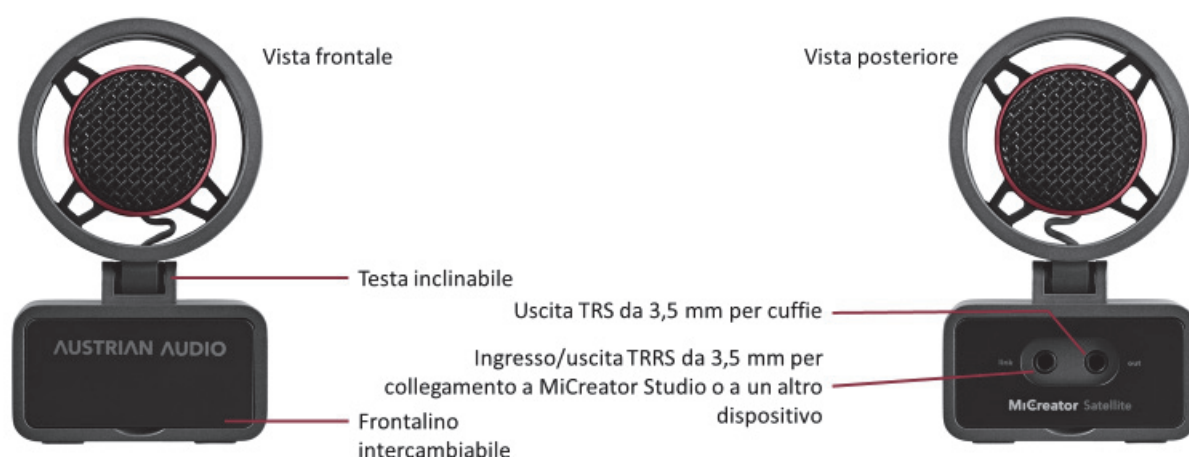 Vista frontale
Vista posteriore
Testa inclinabile
Uscita TRS da 3,5 mm per cuffie
AUSTRIAN AUDIO
Ingresso/uscita TRRS da 3,5 mm per
collegamento a MiCreator Studio o a un altro
dispositivo
link
out
MiCreator Satellite
Frontalino
intercambiabile